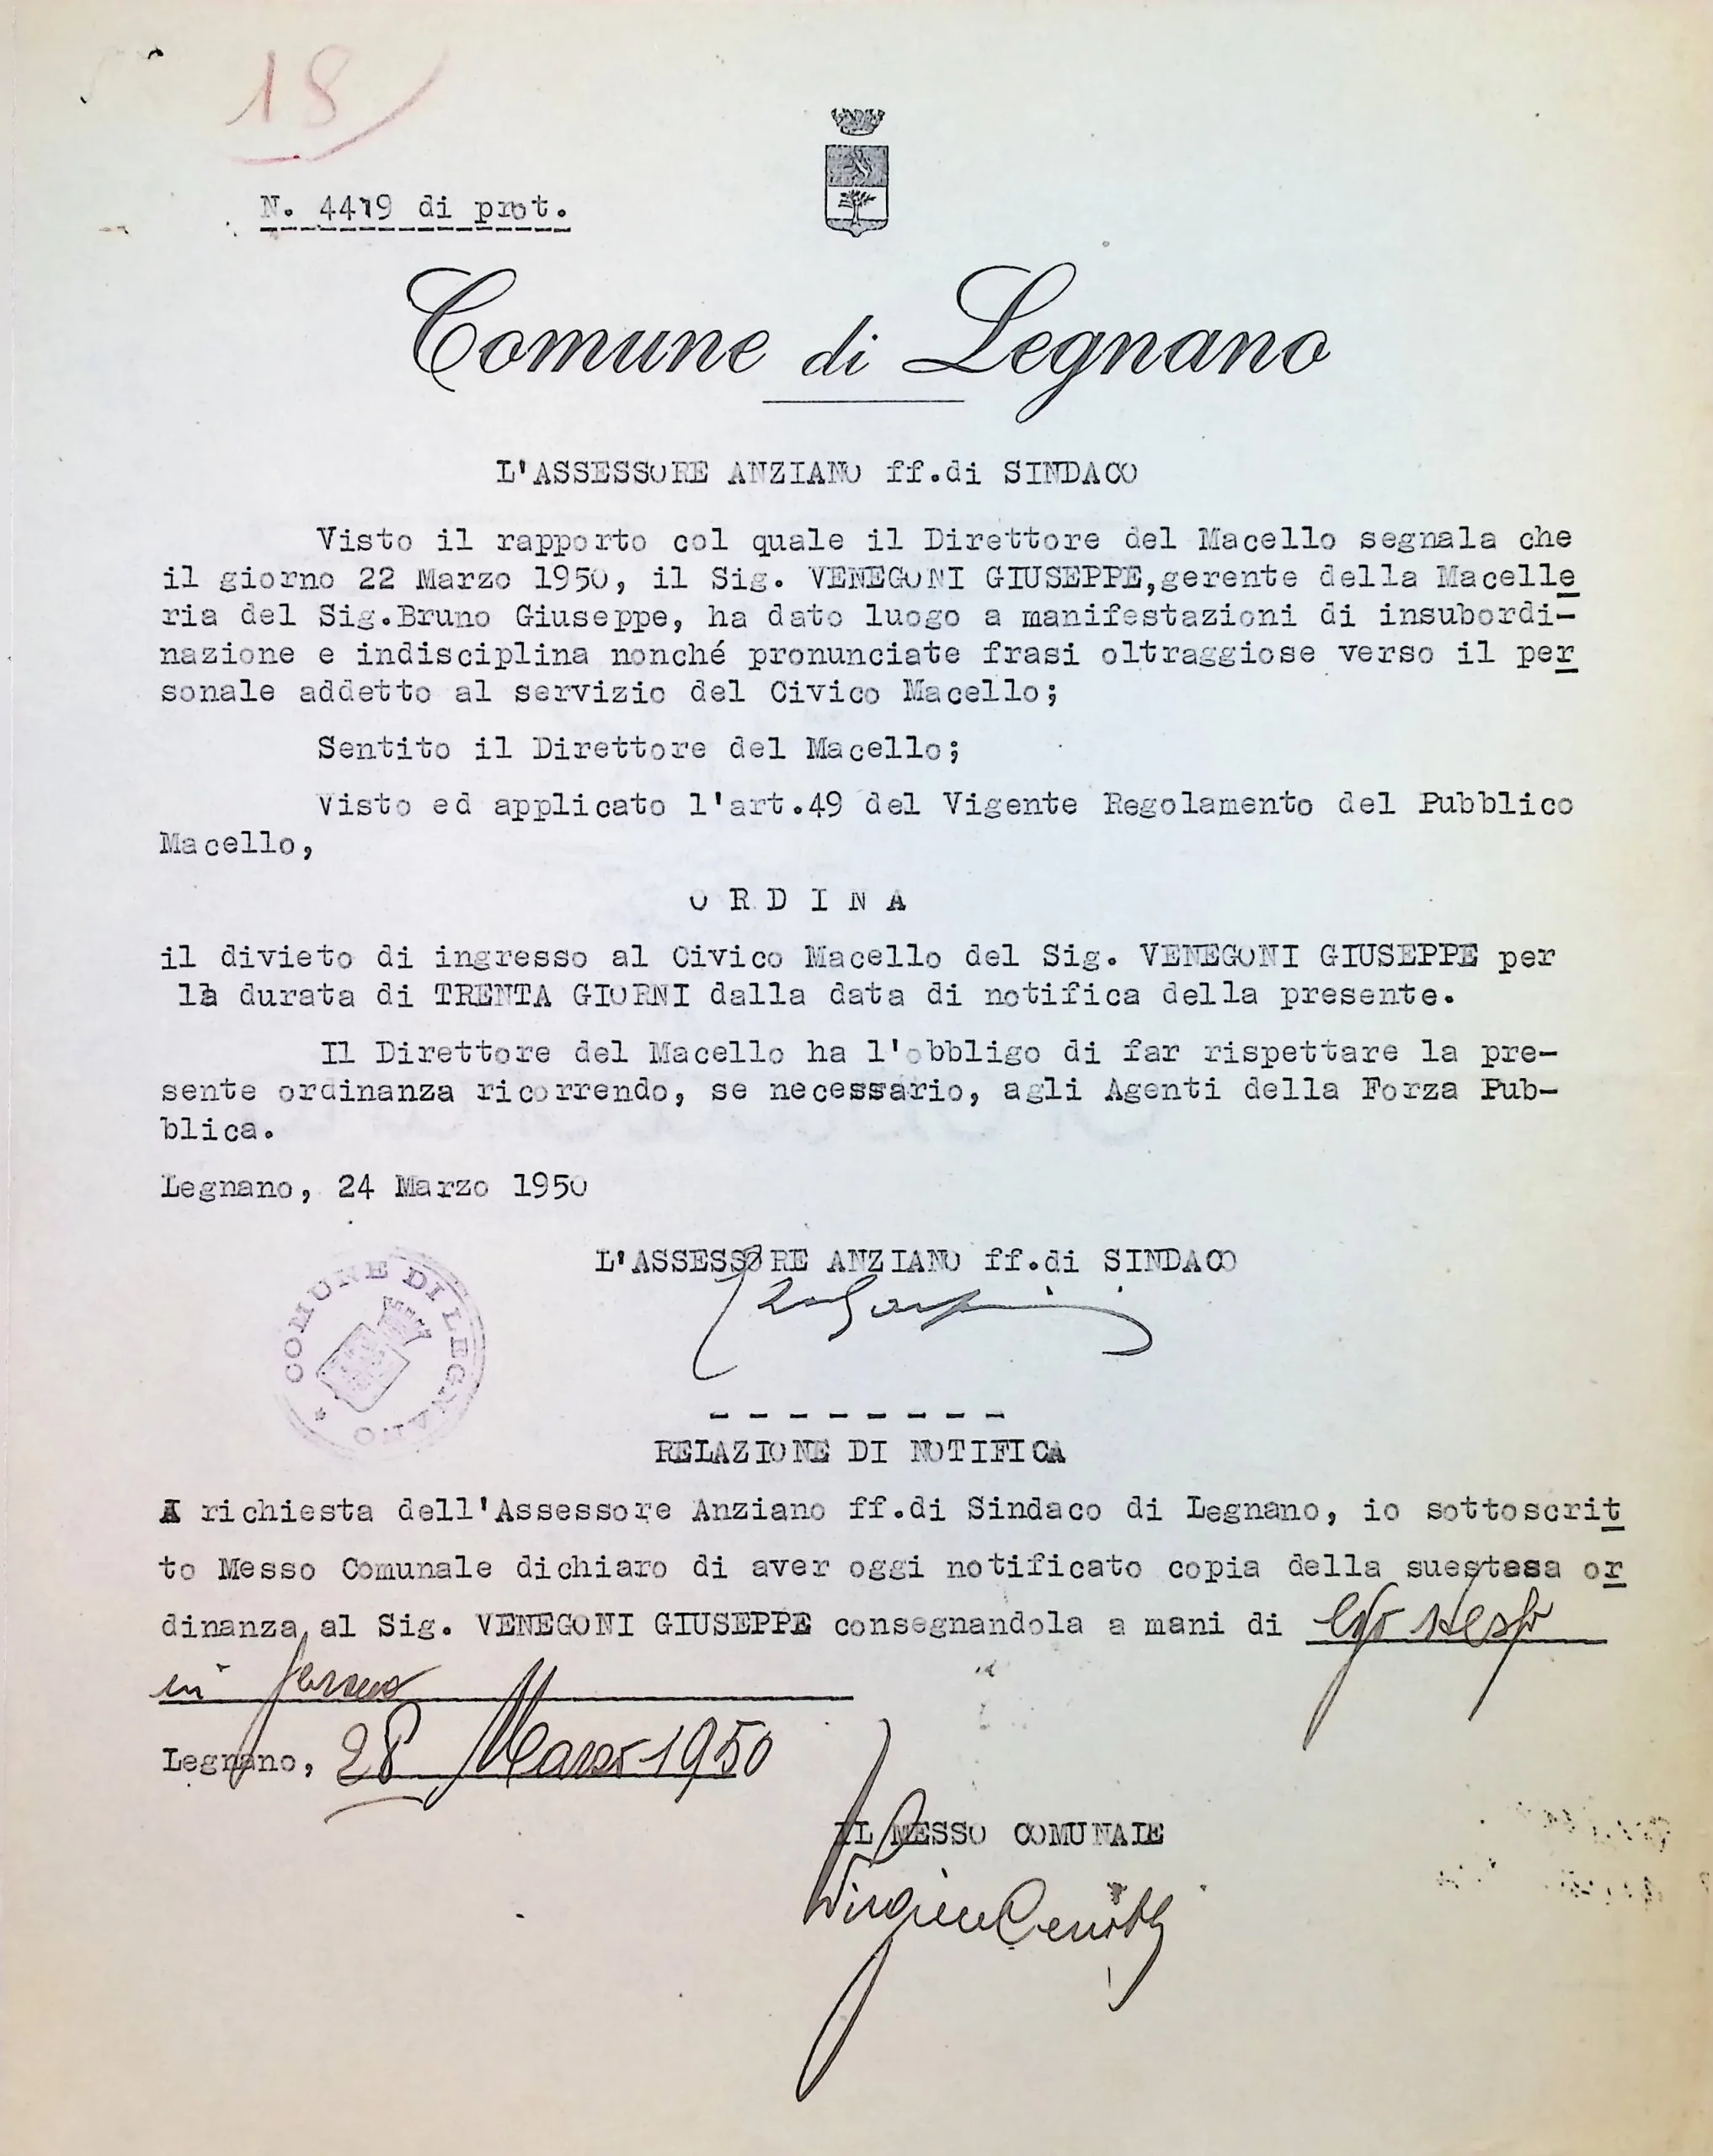 18
N. 4419 di prot.
Comune di Legnano
L'ASSESSORE ANZIANO ff.di SINDACO
Visto il rapporto col quale il Direttore del Macello segnala che
il giorno 22 Marzo 1950, il Sig. VENEGONI GIUSEPPE,gerente della Macelle
ria del Sig.Bruno Giuseppe, ha dato luogo a manifestazioni di insubordi-
nazione e indisciplina nonché pronunciate frasi oltraggiose verso il per
sonale addetto al servizio del Civico Macello;
Sentito il Direttore del Macello;
Visto ed applicato l'art.49 del Vigente Regolamento del Pubblico
Macello,
O R D I N A
il divieto di ingresso al Civico Macello del Sig. VENEGONI GIUSEPPE per
la durata di TRENTA GIORNI dalla data di notifica della presente.
Il Direttore del Macello ha l'obbligo di far rispettare la pre-
sente ordinanza ricorrendo, se necessario, agli Agenti della Forza Pub-
blica.
Legnano, 24 Marzo 1950
L'ASSESSORE ANZIANO ff.di SINDACO
COMUNE DI LEGNANO
RELAZIONE DI NOTIFICA
A richiesta dell'Assessore Anziano ff.di Sindaco di Legnano, io sottoscrit
to Messo Comunale dichiaro di aver oggi notificato copia della suestesa or
dinanza al Sig. VENEGONI GIUSEPPE consegnandola a mani di
in
Legnano, 28 Marzo 1950
IL MESSO COMUNALE